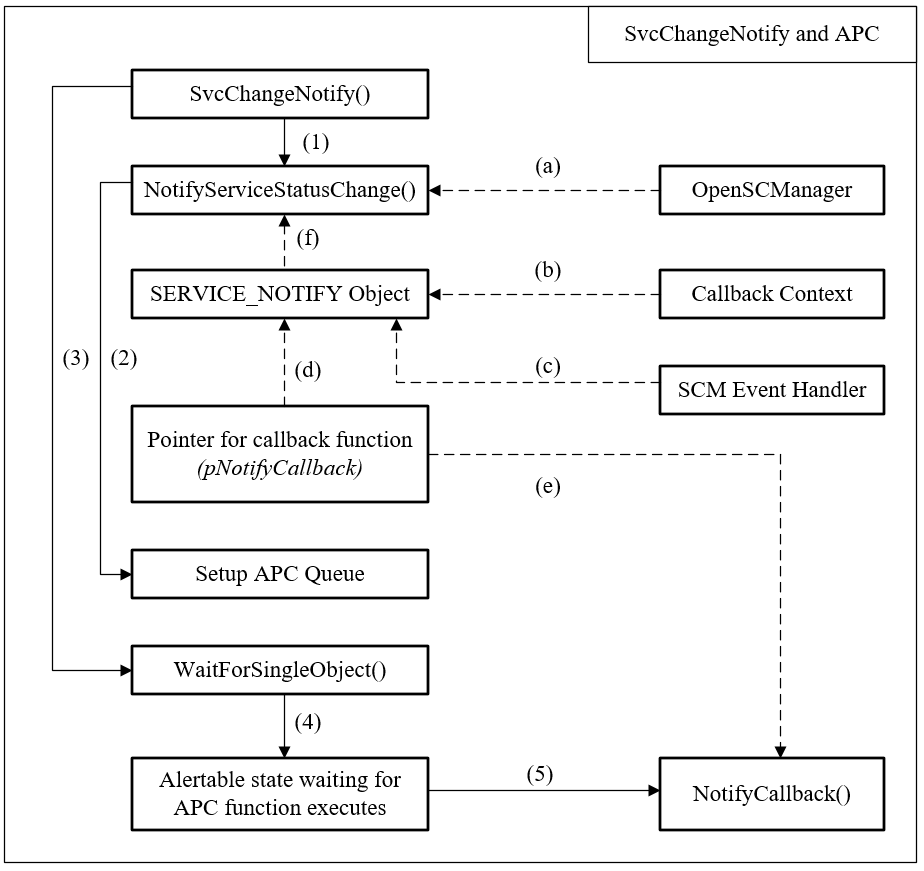 SvcChangeNotify and APC
SvcChangeNotify()
(1)
(a)
NotifyServiceStatusChange()
OpenSCManager
(f)
(b)
SERVICE_NOTIFY Object
Callback Context
(3)
(2)
(d)
(c)
SCM Event Handler
Pointer for callback function
(pNotifyCallback)
(e)
Setup APC Queue
WaitForSingleObject()
(4)
Alertable state waiting for
APC function executes
(5)
NotifyCallback()